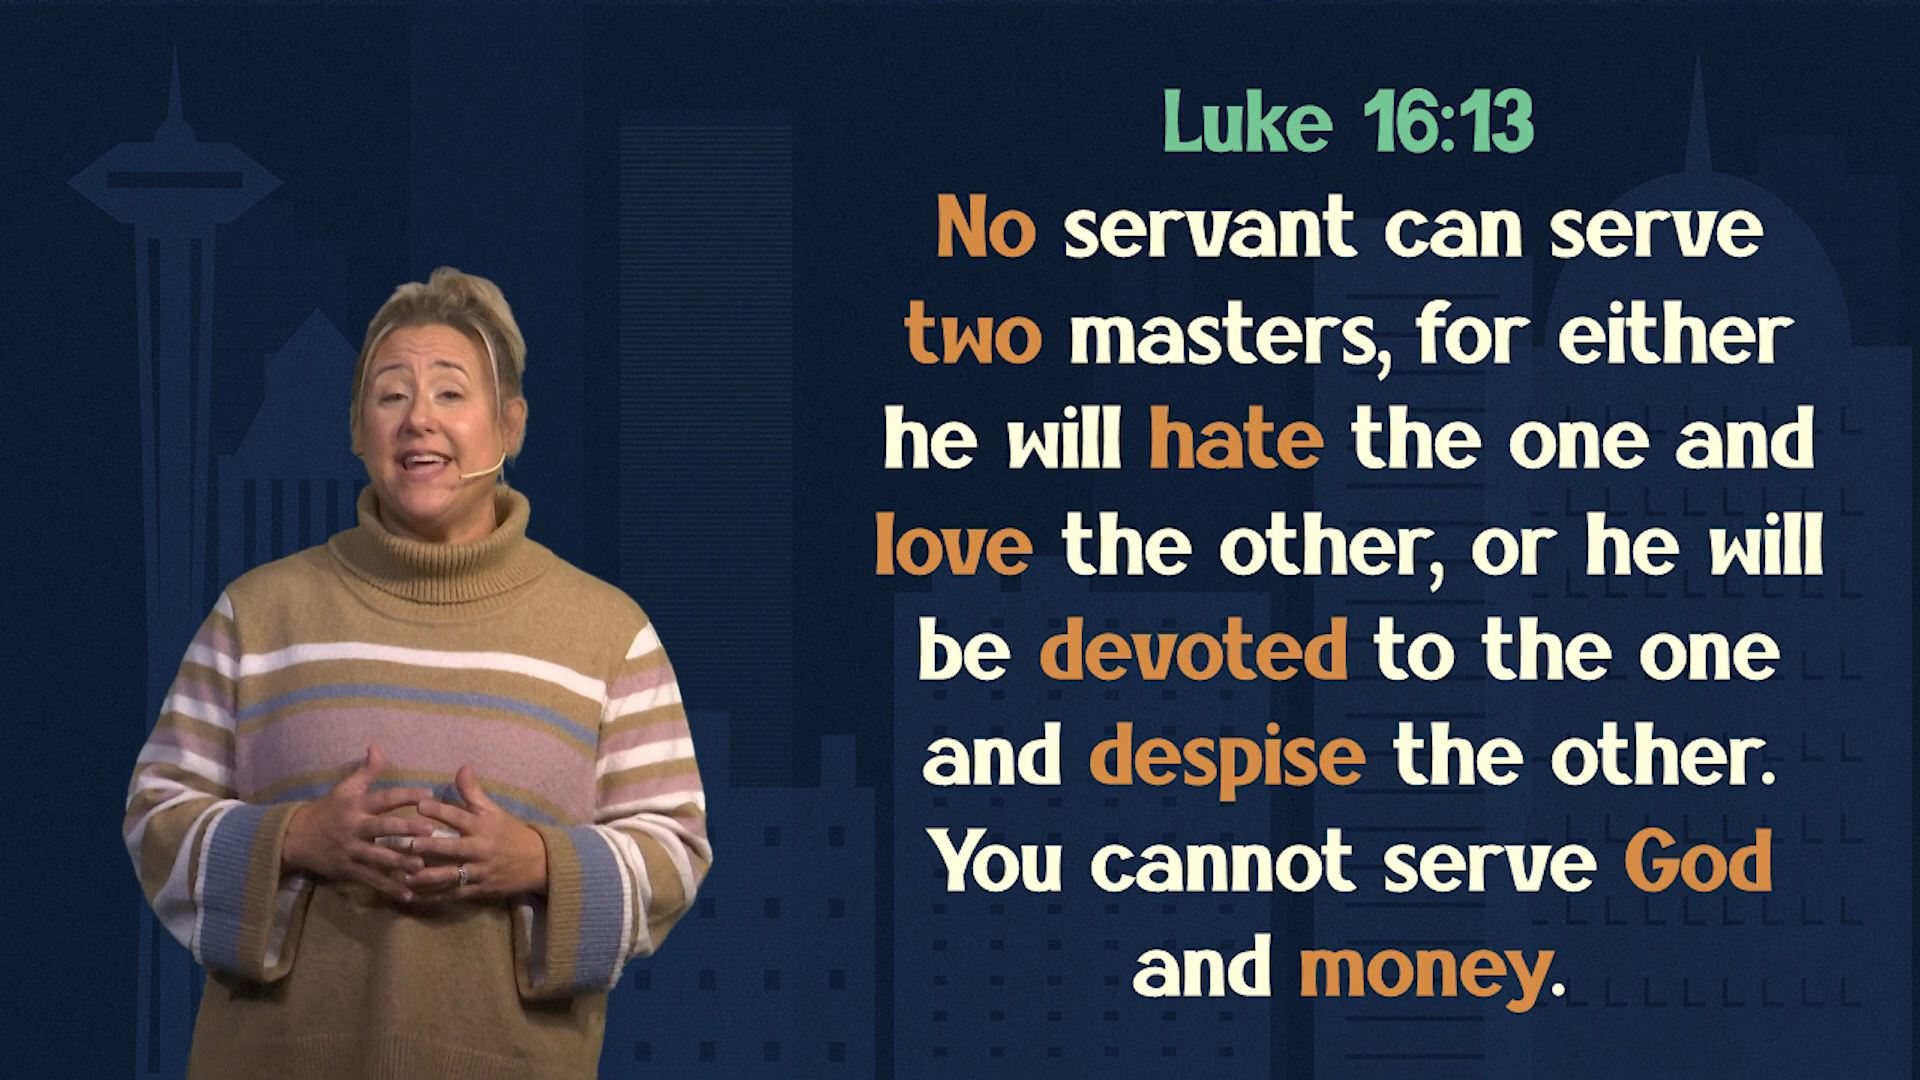 Luke 16:13
No servant can serve
two masters, for either
he will hate the one and
love the other, or he will
be devoted to the one
and despise the other.
You cannot serve God
and money.